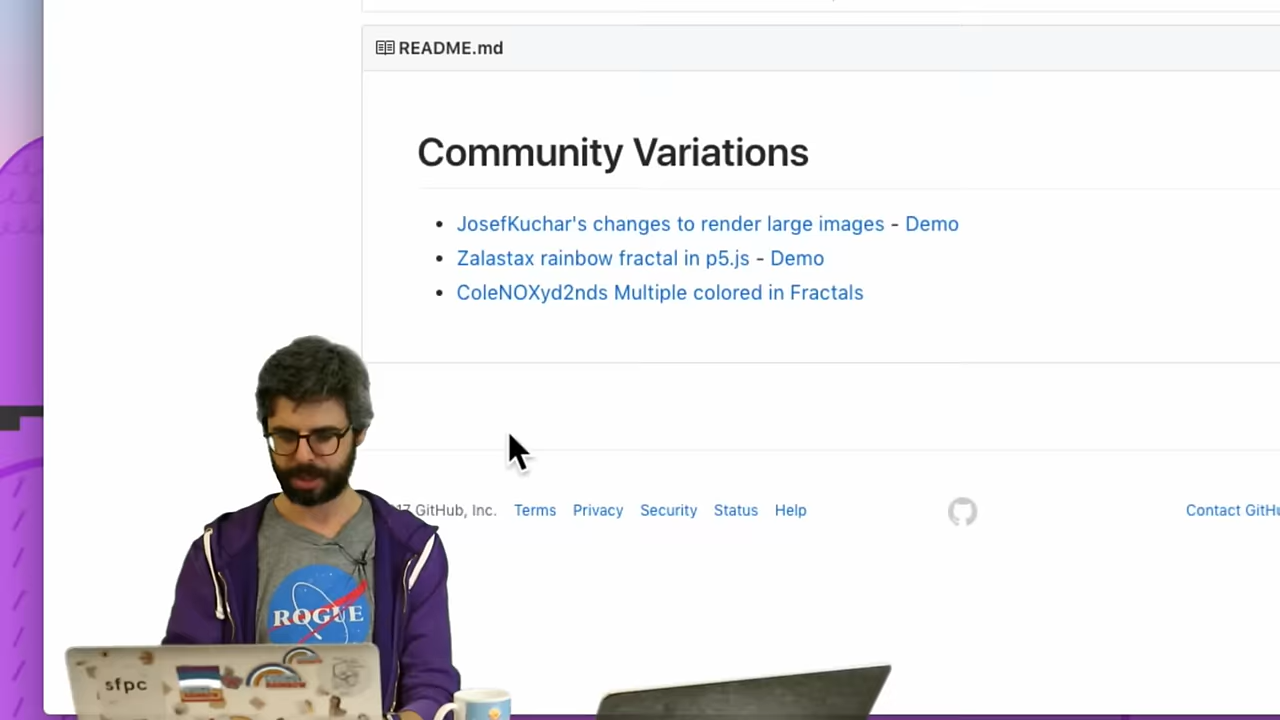 README.md
Community Variations
JosefKuchar's changes to render large images - Demo
Zalastax rainbow fractal in p5.js - Demo
ColeNOXyd2nds Multiple colored in Fractals
17 GitHub, Inc. Terms Privacy Security Status Help
Contact GitHu
ROGUE
sfpc